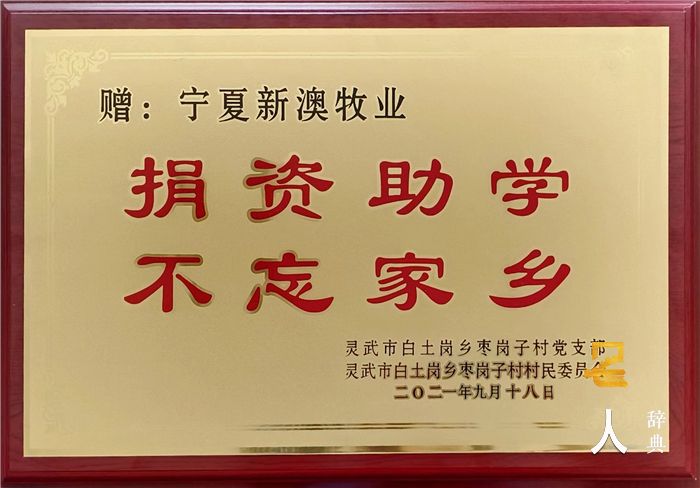 赠：宁夏新澳牧业
捐资助学
不忘家乡
灵武市白土岗乡枣岗子村党支部
灵武市白土岗乡枣岗子村村民委员会
二〇二一年九月十八日
名人
辞典